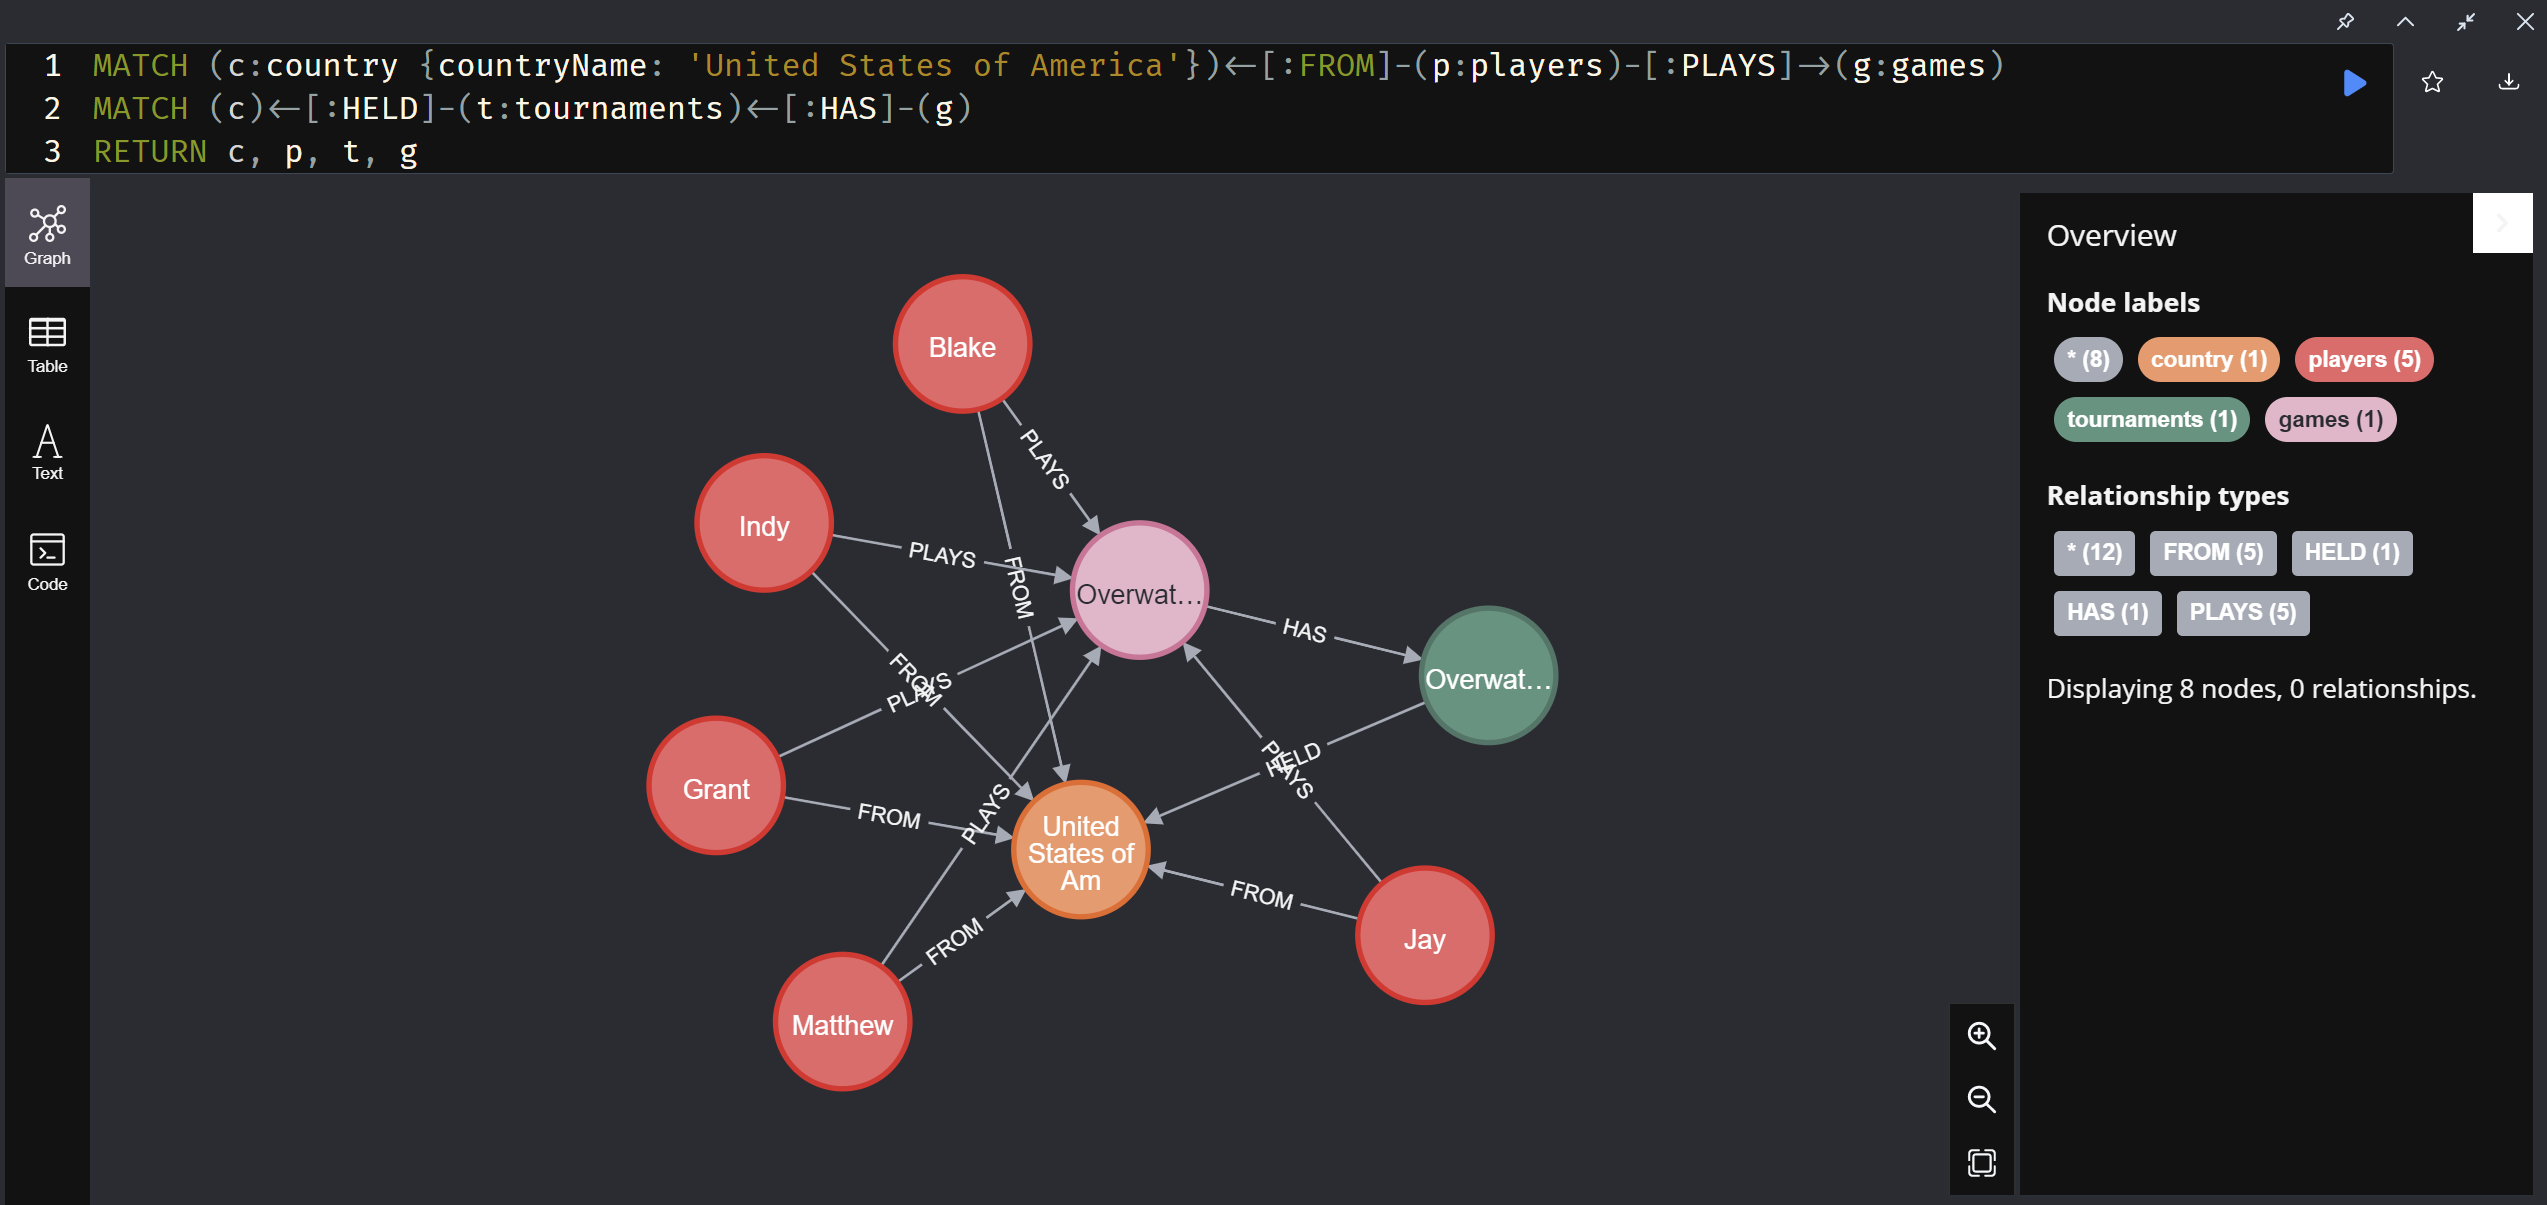 1 MATCH (c:country {countryName: 'United States of America'})<-[:FROM]-(p:players)-[:PLAYS]->(g:games)
2 MATCH (c)<-[:HELD]-(t:tournaments)<-[:HAS]-(g)
3 RETURN c, p, t, g
Graph
Table
Text
Code
Blake
PLAYS
Indy
PLAYS
FROM
Overwat...
HAS
Overwat...
FROM
PLAYS
HELD
PLAYS
Grant
FROM
PLAYS
United
States of
Am
FROM
FROM
Jay
Matthew
Overview
Node labels
* (8) country (1) players (5)
tournaments (1) games (1)
Relationship types
* (12) FROM (5) HELD (1)
HAS (1) PLAYS (5)
Displaying 8 nodes, 0 relationships.